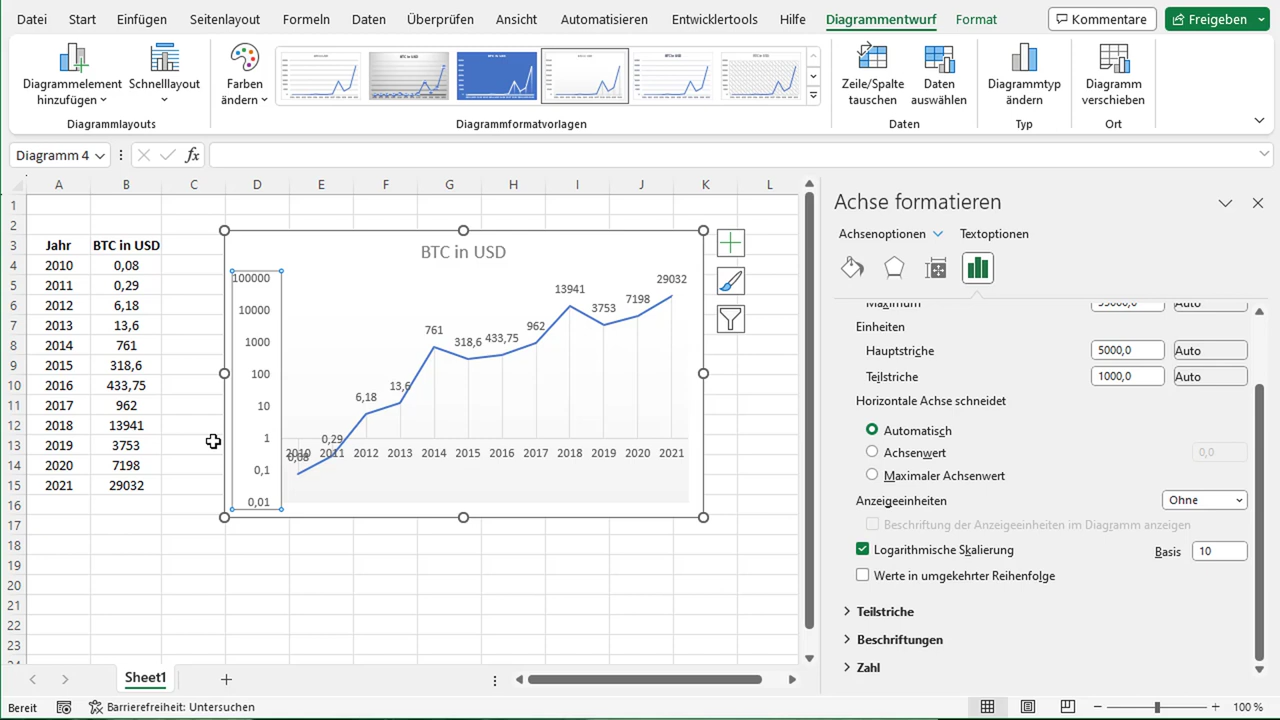 Datei Start Einfügen Seitenlayout Formeln Daten Überprüfen Ansicht Automatisieren Entwicklertools Hilfe Diagrammentwurf Format Kommentare Freigeben
Diagrammelement hinzufügen Schnelllayout Farben ändern Zeile/Spalte tauschen Daten auswählen Diagrammtyp ändern Diagramm verschieben
Diagrammlayouts Diagrammformatvorlagen Daten Typ Ort
Diagramm 4 fx
A B C D E F G H I J K L
1
2
3 Jahr BTC in USD
4 2010 0,08
5 2011 0,29
6 2012 6,18
7 2013 13,6
8 2014 761
9 2015 318,6
10 2016 433,75
11 2017 962
12 2018 13941
13 2019 3753
14 2020 7198
15 2021 29032
16
17
18
19
20
21
22
23
24
BTC in USD
100000
10000
1000
100
10
1
0,1
0,01
0,08 0,29 6,18 13,6 761 318,6 433,75 962 13941 3753 7198 29032
2010 2011 2012 2013 2014 2015 2016 2017 2018 2019 2020 2021
Achse formatieren
Achsenoptionen Textoptionen
Maximum Auto
Einheiten
Hauptstriche 5000,0 Auto
Teilstriche 1000,0 Auto
Horizontale Achse schneidet
Automatisch
Achsenwert 0,0
Maximaler Achsenwert
Anzeigeeinheiten Ohne
Beschriftung der Anzeigeeinheiten im Diagramm anzeigen
Logarithmische Skalierung Basis 10
Werte in umgekehrter Reihenfolge
Teilstriche
Beschriftungen
Zahl
Sheet1
Bereit Barrierefreiheit: Untersuchen 100 %